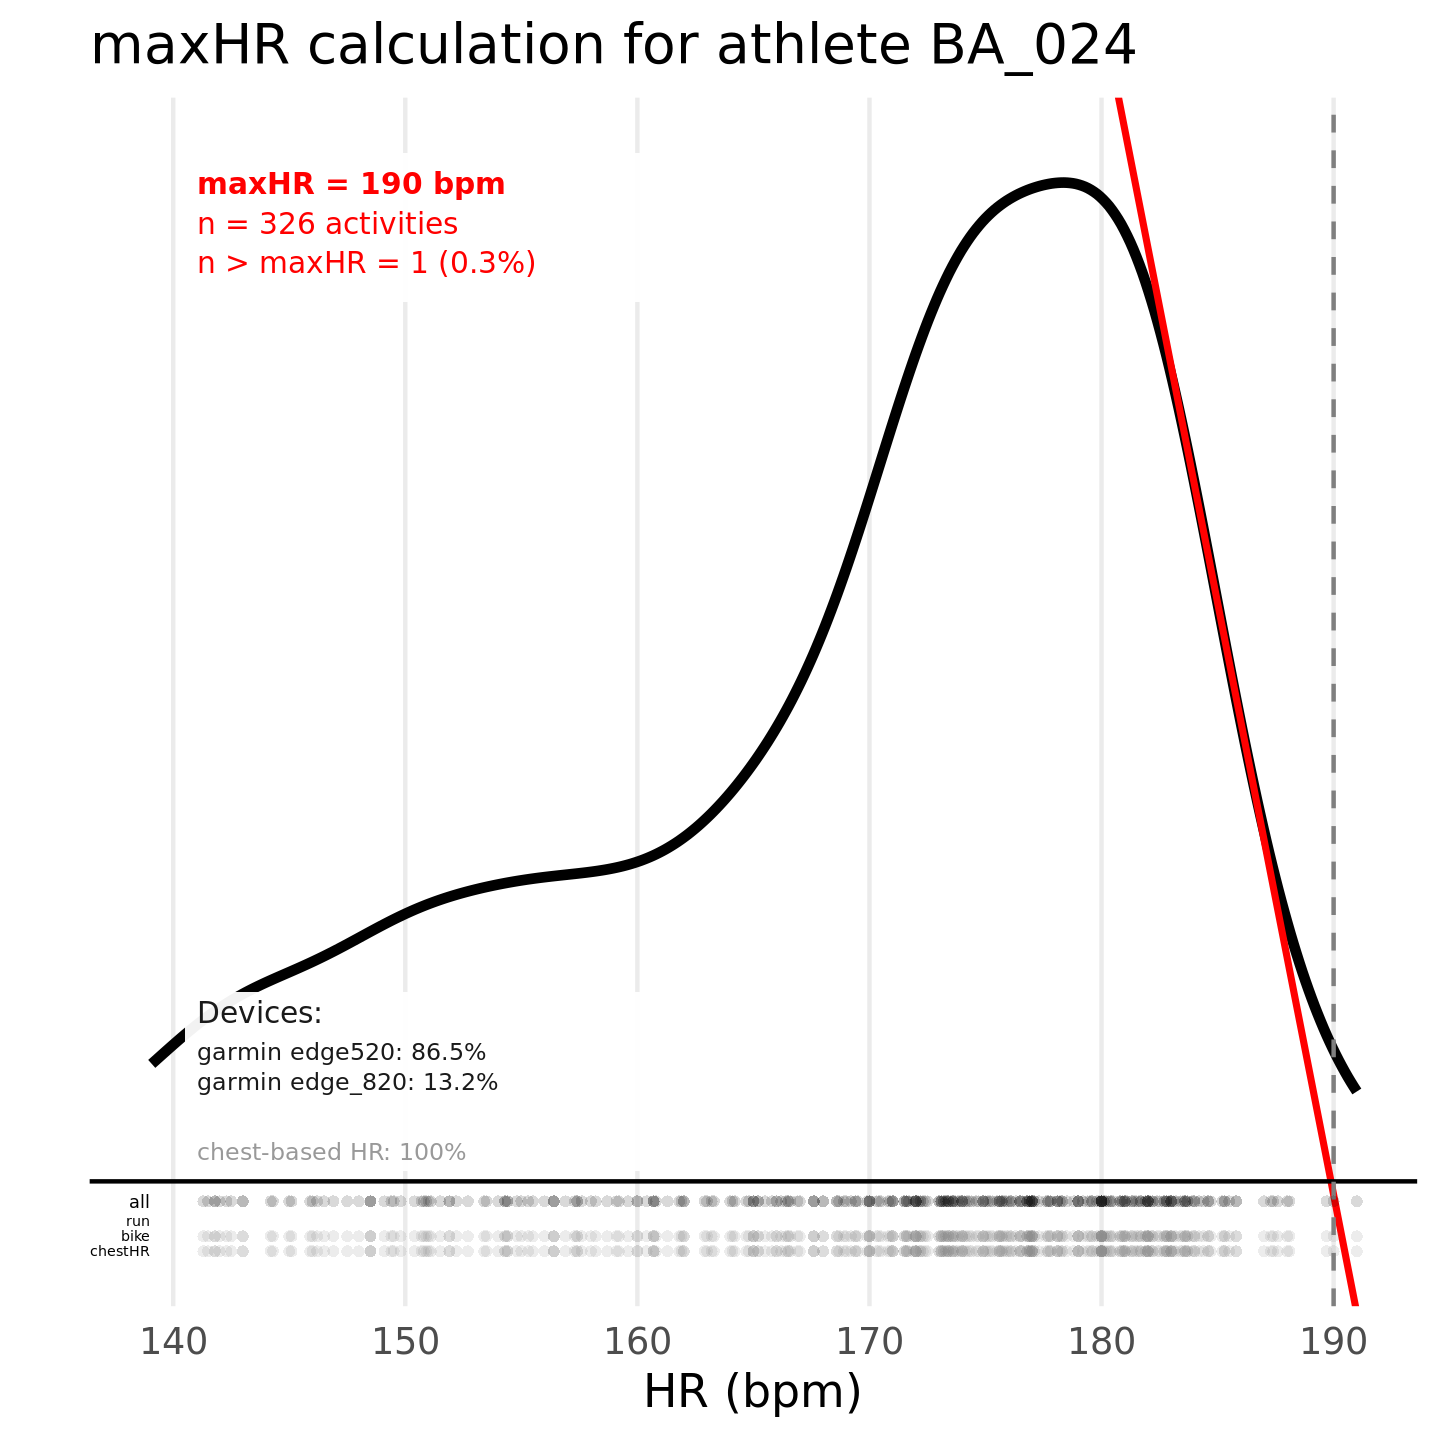 maxHR calculation for athlete BA_024
maxHR = 190 bpm
n = 326 activities
n > maxHR = 1 (0.3%)
Devices:
garmin edge520: 86.5%
garmin edge_820: 13.2%
chest-based HR: 100%
all
run
bike
chestHR
140 150 160 170 180 190
HR (bpm)